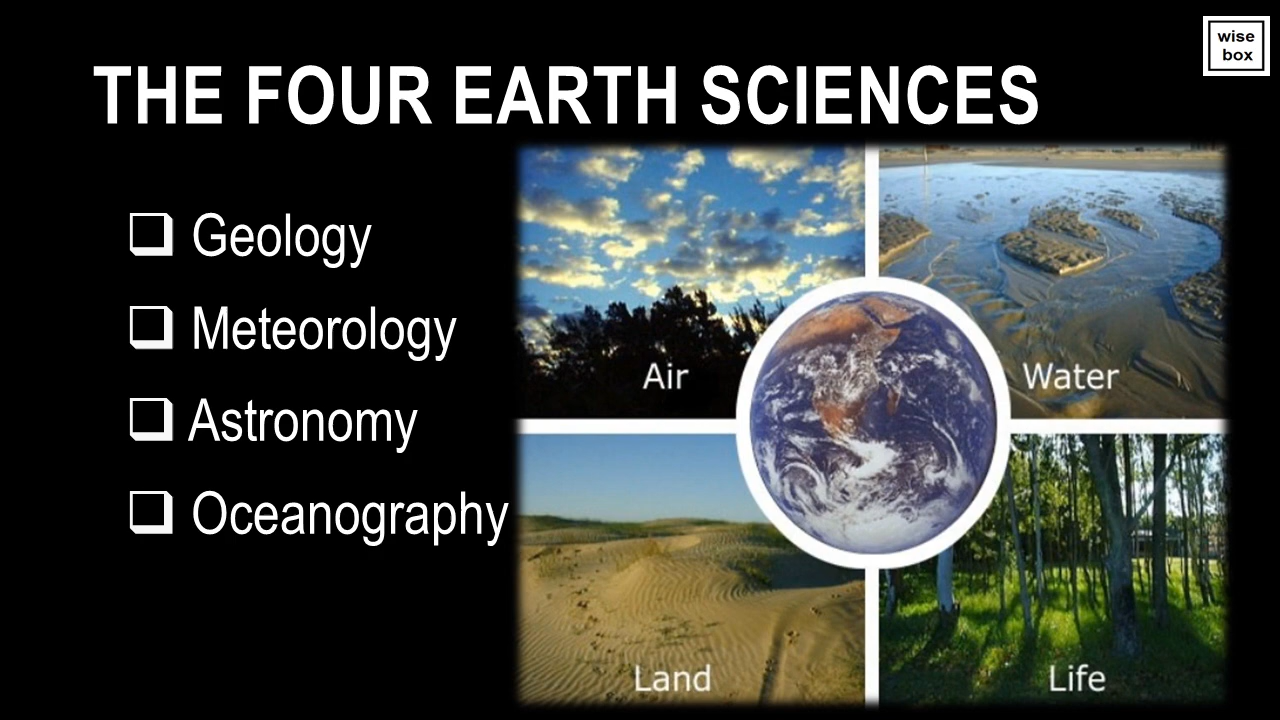 wise
box
THE FOUR EARTH SCIENCES
Geology
Meteorology
Astronomy
Oceanography
Air
Water
Land
Life